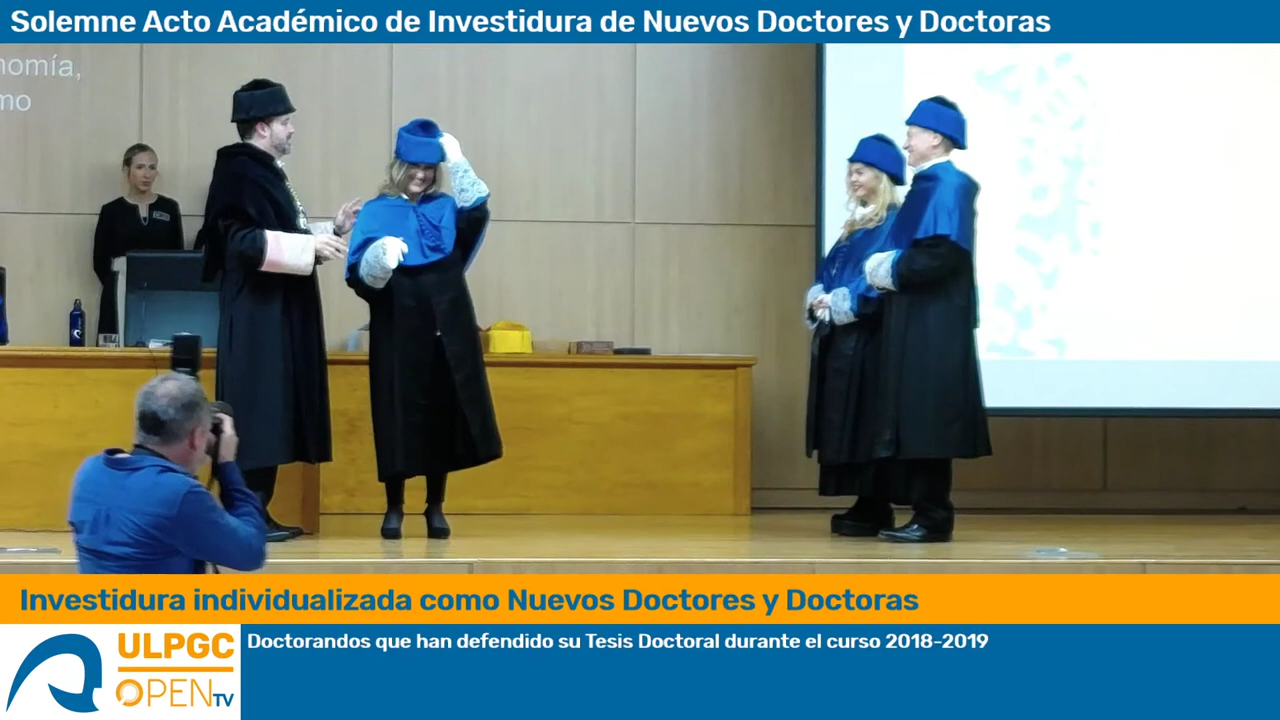 Solemne Acto Académico de Investidura de Nuevos Doctores y Doctoras
nomía,
mo
Investidura individualizada como Nuevos Doctores y Doctoras
ULPGC
OPEN TV
Doctorandos que han defendido su Tesis Doctoral durante el curso 2018-2019